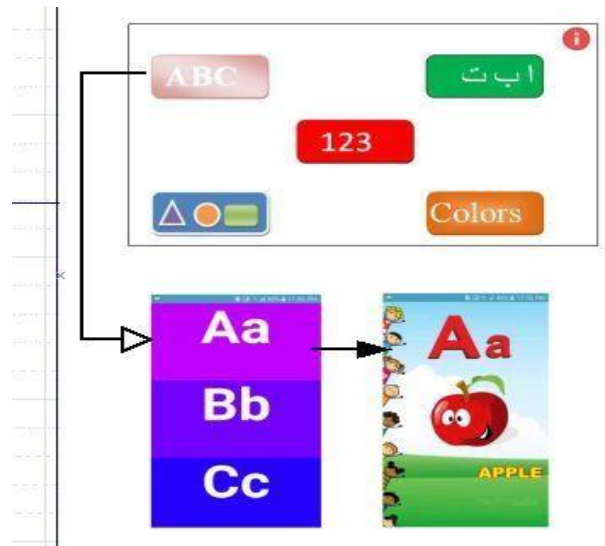 i
ABC
ا ب ت
123
Colors
Aa
Bb
Cc
Aa
APPLE